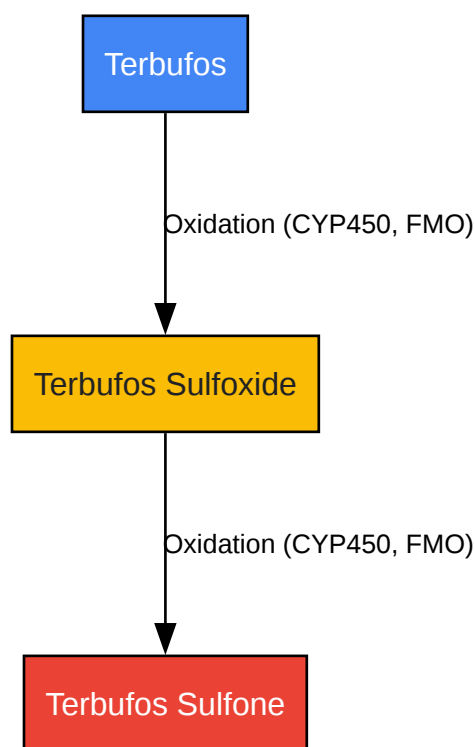 Terbufos
Oxidation (CYP450, FMO)
Terbufos Sulfoxide
Oxidation (CYP450, FMO)
Terbufos Sulfone